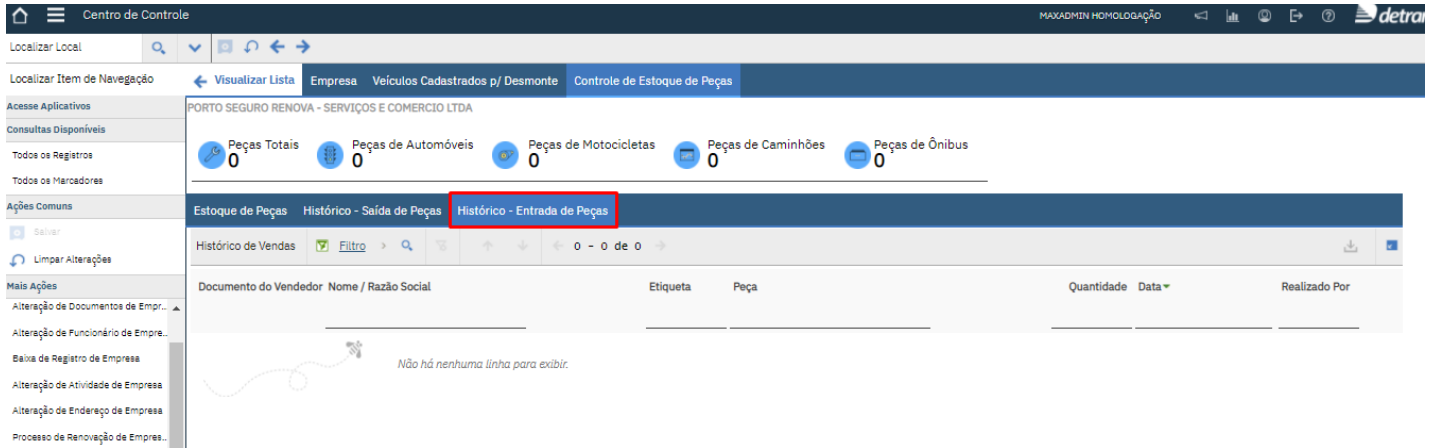 Centro de Controle
MAXADMIN HOMOLOGAÇÃO
Localizar Local
Localizar Item de Navegação
Visualizar Lista Empresa Veículos Cadastrados p/ Desmonte Controle de Estoque de Peças
Acesse Aplicativos
PORTO SEGURO RENOVA - SERVIÇOS E COMERCIO LTDA
Consultas Disponíveis
Todos os Registros
Todos os Marcadores
Peças Totais
0
Peças de Automóveis
0
Peças de Motocicletas
0
Peças de Caminhões
0
Peças de Ônibus
0
Ações Comuns
Salvar
Limpar Alterações
Estoque de Peças Histórico - Saída de Peças Histórico - Entrada de Peças
Histórico de Vendas Filtro 0 - 0 de 0
Mais Ações
Alteração de Documentos de Empr..
Alteração de Funcionário de Empre..
Baixa de Registro de Empresa
Alteração de Atividade de Empresa
Alteração de Endereço de Empresa
Processo de Renovação de Empres..
Documento do Vendedor Nome / Razão Social Etiqueta Peça Quantidade Data Realizado Por
Não há nenhuma linha para exibir.